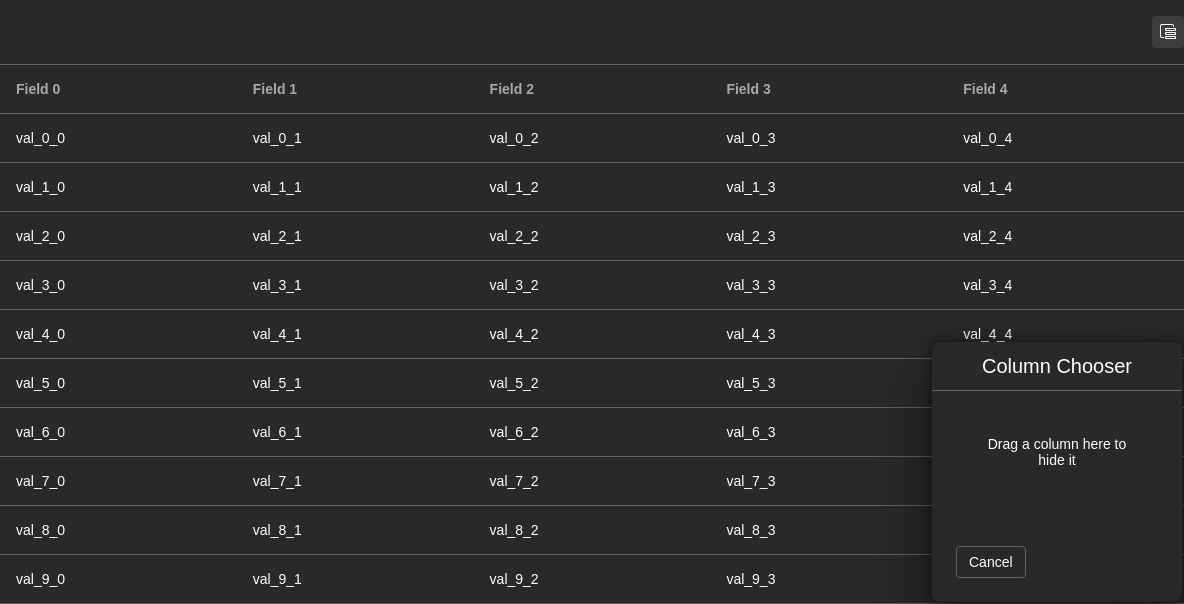 Field 0 Field 1 Field 2 Field 3 Field 4
val_0_0 val_0_1 val_0_2 val_0_3 val_0_4
val_1_0 val_1_1 val_1_2 val_1_3 val_1_4
val_2_0 val_2_1 val_2_2 val_2_3 val_2_4
val_3_0 val_3_1 val_3_2 val_3_3 val_3_4
val_4_0 val_4_1 val_4_2 val_4_3 val_4_4
val_5_0 val_5_1 val_5_2 val_5_3
val_6_0 val_6_1 val_6_2 val_6_3
val_7_0 val_7_1 val_7_2 val_7_3
val_8_0 val_8_1 val_8_2 val_8_3
val_9_0 val_9_1 val_9_2 val_9_3
Column Chooser
Drag a column here to
hide it
Cancel